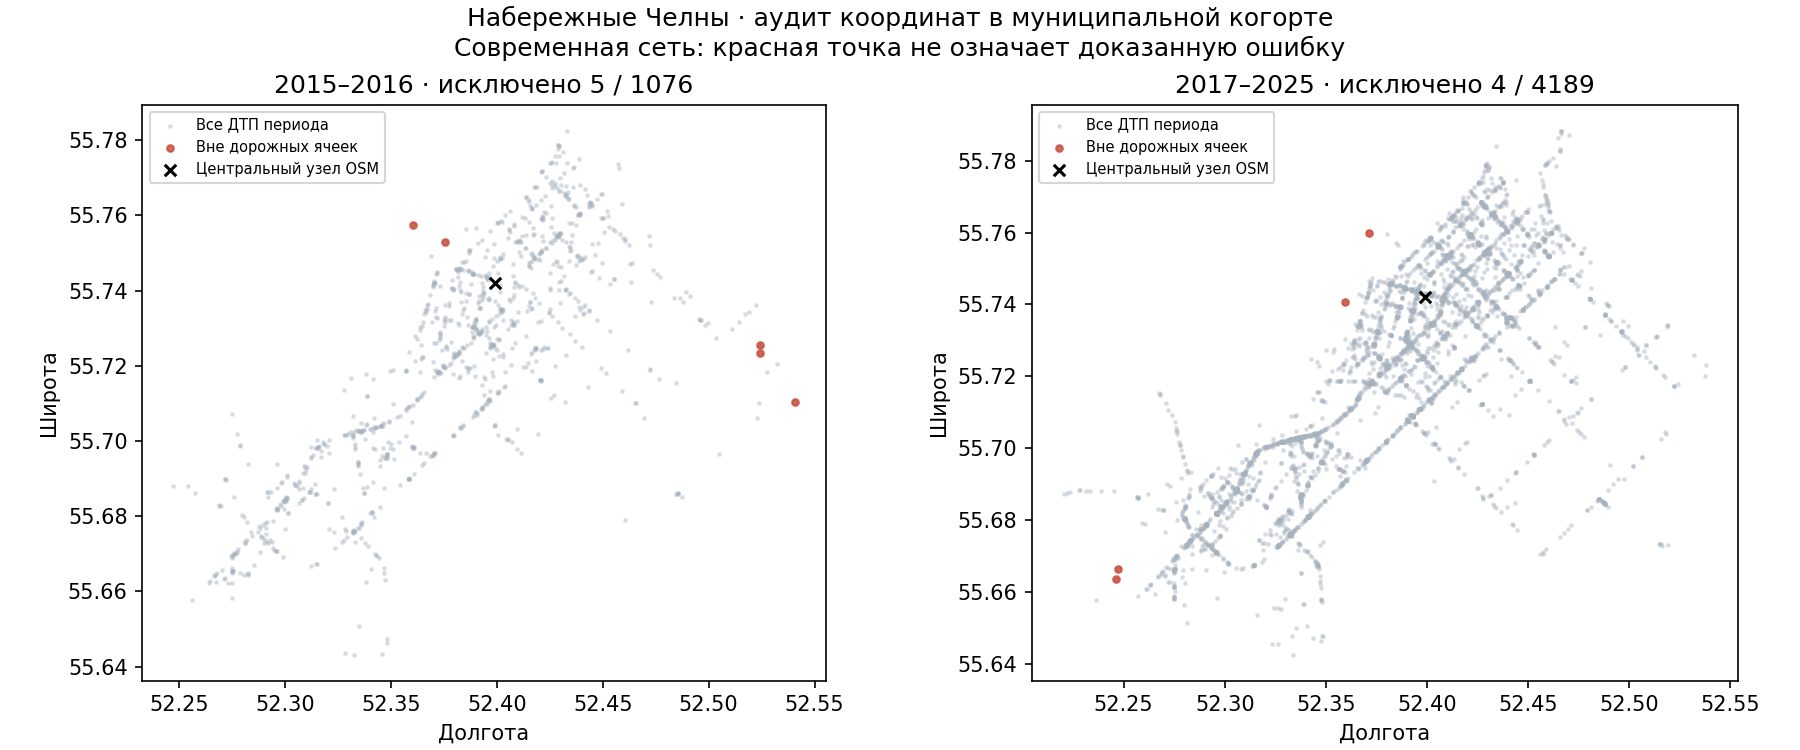 Набережные Челны · аудит координат в муниципальной когорте
Современная сеть: красная точка не означает доказанную ошибку
2015–2016 · исключено 5 / 1076
Все ДТП периода
Вне дорожных ячеек
Центральный узел OSM
55.78
55.76
55.74
55.72
55.70
55.68
55.66
55.64
Широта
52.25 52.30 52.35 52.40 52.45 52.50 52.55
Долгота
2017–2025 · исключено 4 / 4189
Все ДТП периода
Вне дорожных ячеек
Центральный узел OSM
55.78
55.76
55.74
55.72
55.70
55.68
55.66
55.64
Широта
52.25 52.30 52.35 52.40 52.45 52.50 52.55
Долгота